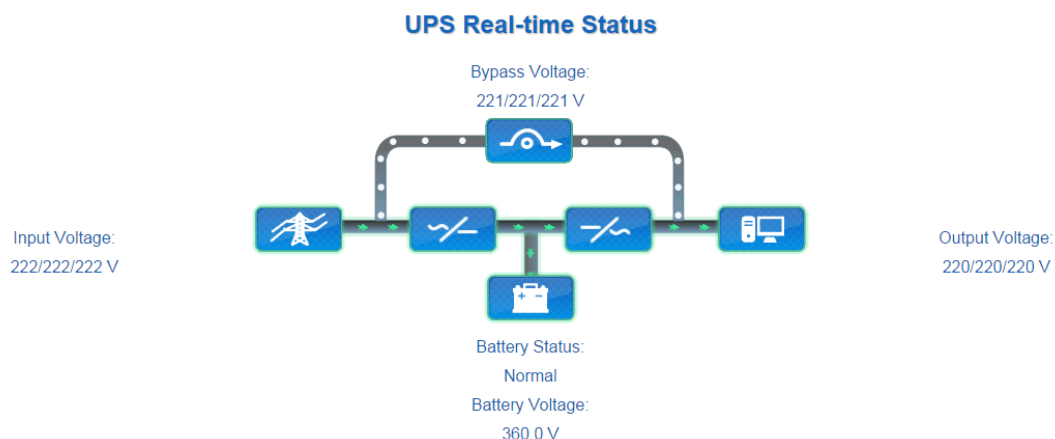 UPS Real-time Status
Bypass Voltage:
221/221/221 V
Input Voltage:
222/222/222 V
Output Voltage:
220/220/220 V
Battery Status:
Normal
Battery Voltage:
360.0 V